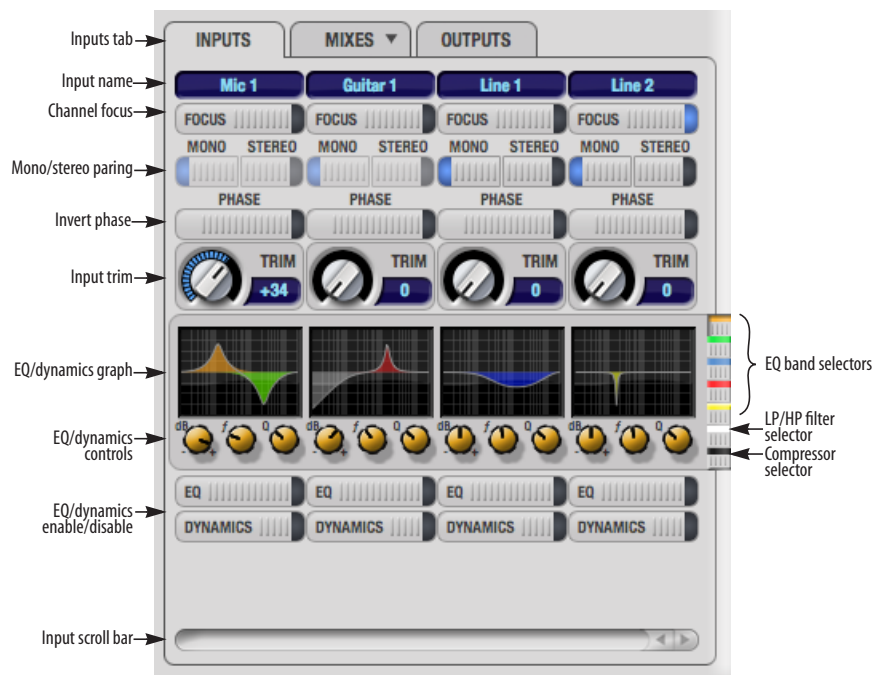 INPUTS MIXES OUTPUTS
Inputs tab
Input name
Mic 1 Guitar 1 Line 1 Line 2
Channel focus
FOCUS FOCUS FOCUS FOCUS
MONO STEREO MONO STEREO MONO STEREO MONO STEREO
Mono/stereo paring
PHASE PHASE PHASE PHASE
Invert phase
TRIM TRIM TRIM TRIM
Input trim
+34 0 0 0
EQ/dynamics graph
EQ band selectors
LP/HP filter
selector
dB f Q dB f Q dB f Q dB f Q
EQ/dynamics
controls
- + - + - + - +
Compressor
selector
EQ EQ EQ EQ
EQ/dynamics
enable/disable
DYNAMICS DYNAMICS DYNAMICS DYNAMICS
Input scroll bar